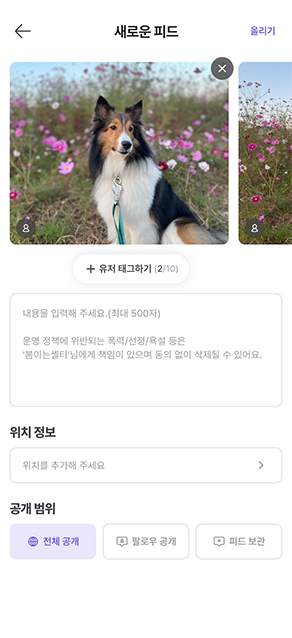 새로운 피드
올리기
+ 유저 태그하기 (2/10)
내용을 입력해 주세요.(최대 500자)
운영 정책에 위반되는 폭력/선정/욕설 등은
'봄이는셸티'님에게 책임이 있으며 동의 없이 삭제될 수 있어요.
위치 정보
위치를 추가해 주세요
공개 범위
전체 공개
팔로우 공개
피드 보관